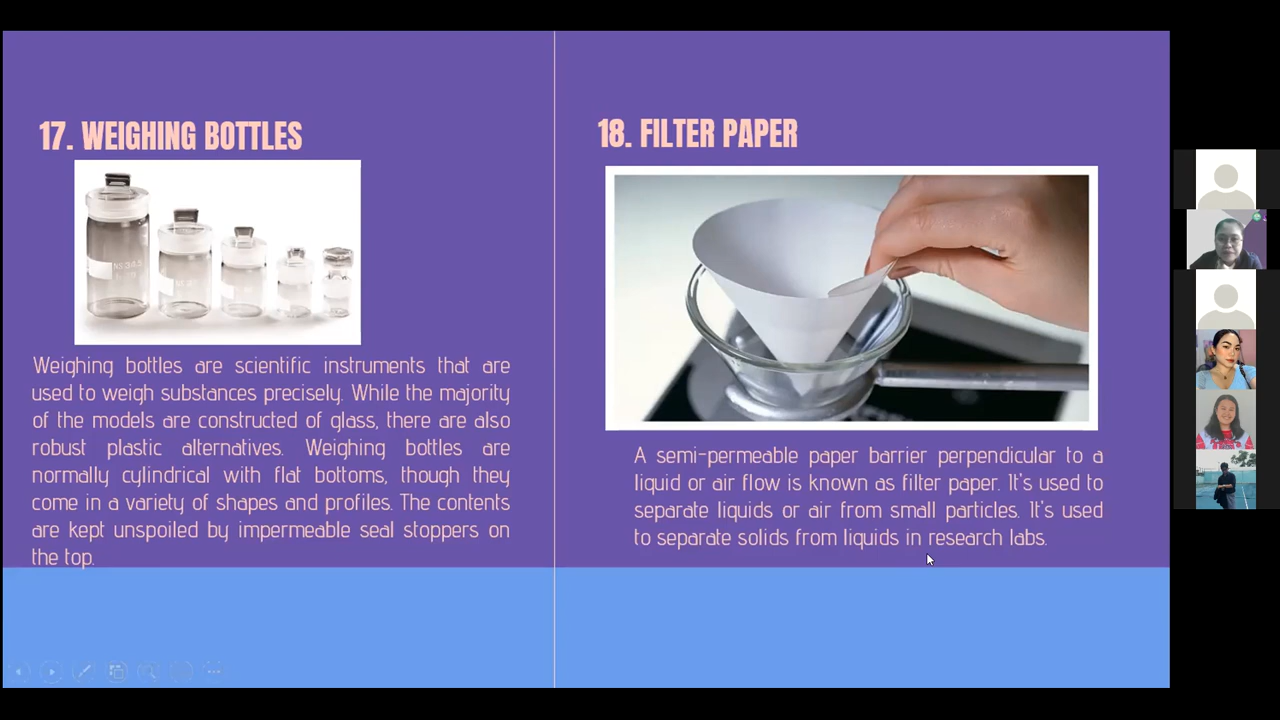 17. WEIGHING BOTTLES
Weighing bottles are scientific instruments that are
used to weigh substances precisely. While the majority
of the models are constructed of glass, there are also
robust plastic alternatives. Weighing bottles are
normally cylindrical with flat bottoms, though they
come in a variety of shapes and profiles. The contents
are kept unspoiled by impermeable seal stoppers on
the top.
18. FILTER PAPER
A semi-permeable paper barrier perpendicular to a
liquid or air flow is known as filter paper. It's used to
separate liquids or air from small particles. It's used
to separate solids from liquids in research labs.